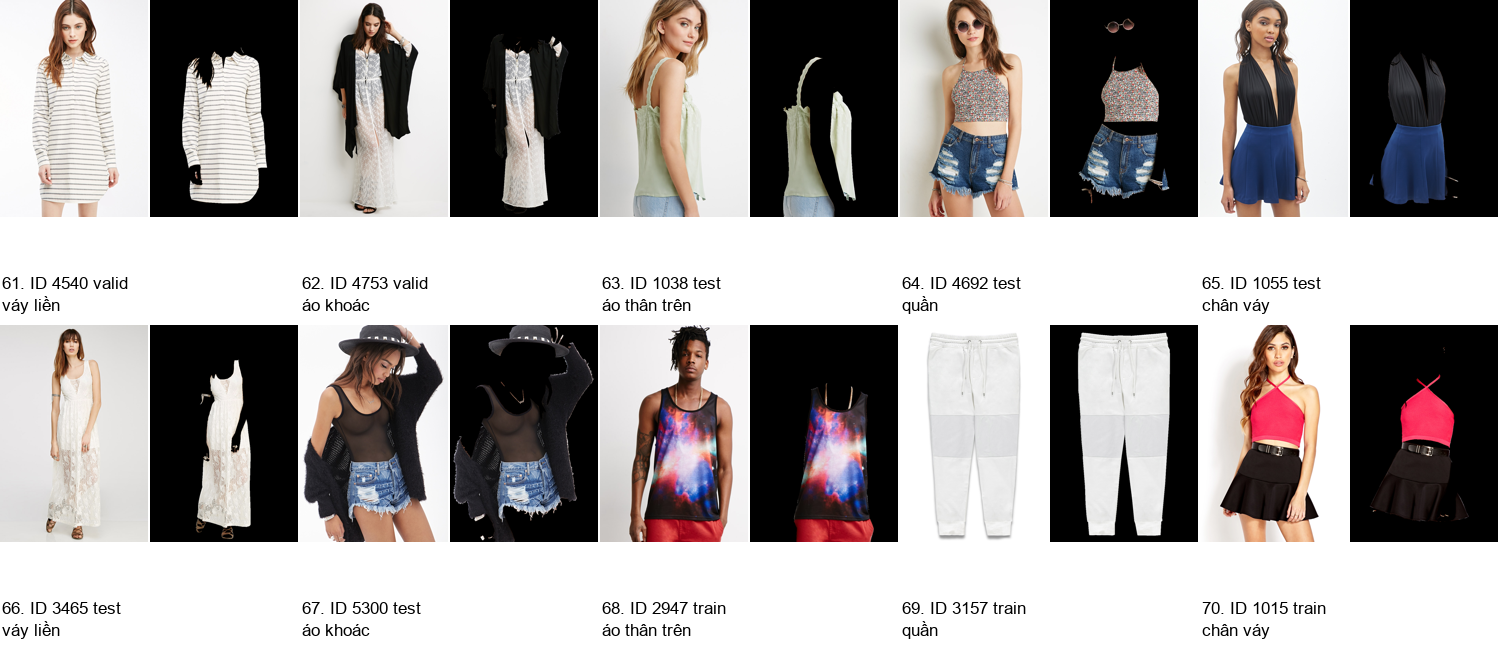 61. ID 4540 valid
váy liền
62. ID 4753 valid
áo khoác
63. ID 1038 test
áo thân trên
64. ID 4692 test
quần
65. ID 1055 test
chân váy
66. ID 3465 test
váy liền
67. ID 5300 test
áo khoác
68. ID 2947 train
áo thân trên
69. ID 3157 train
quần
70. ID 1015 train
chân váy